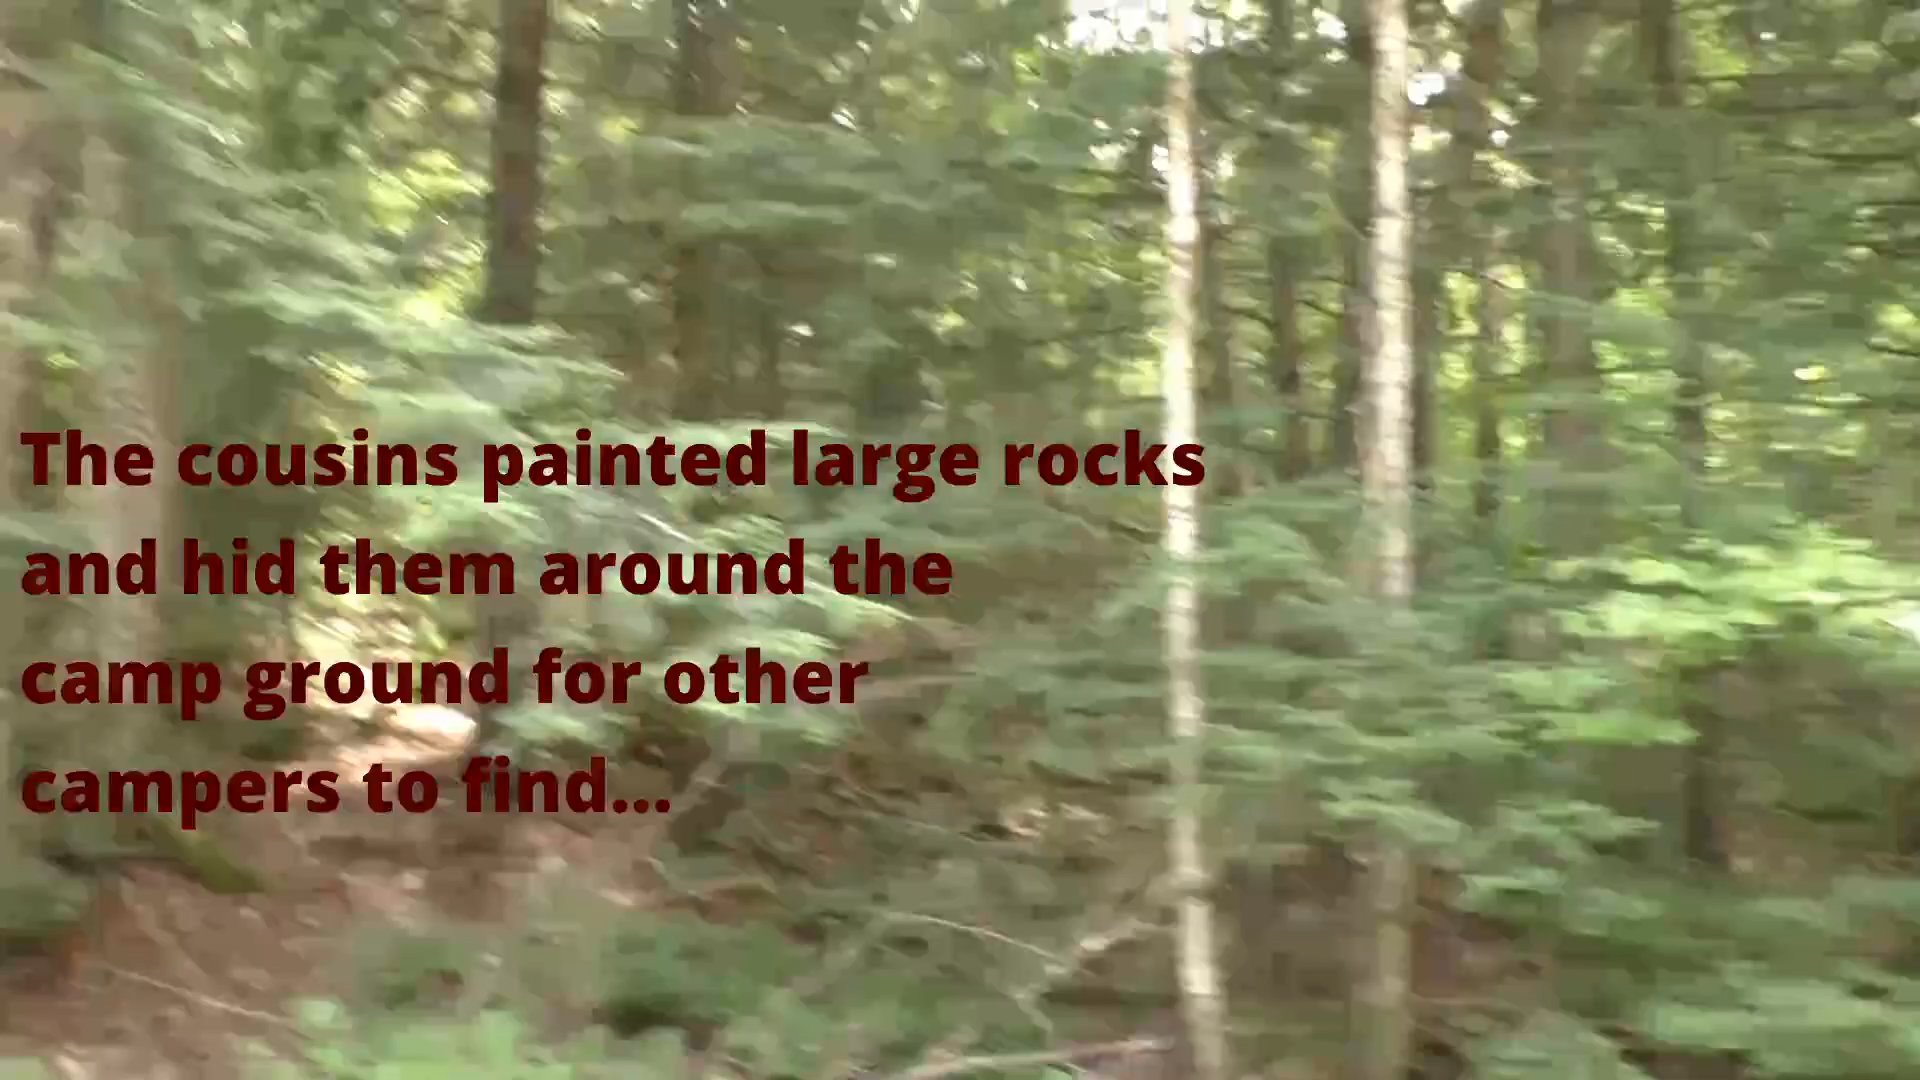 The cousins painted large rocks
and hid them around the
camp ground for other
campers to find...